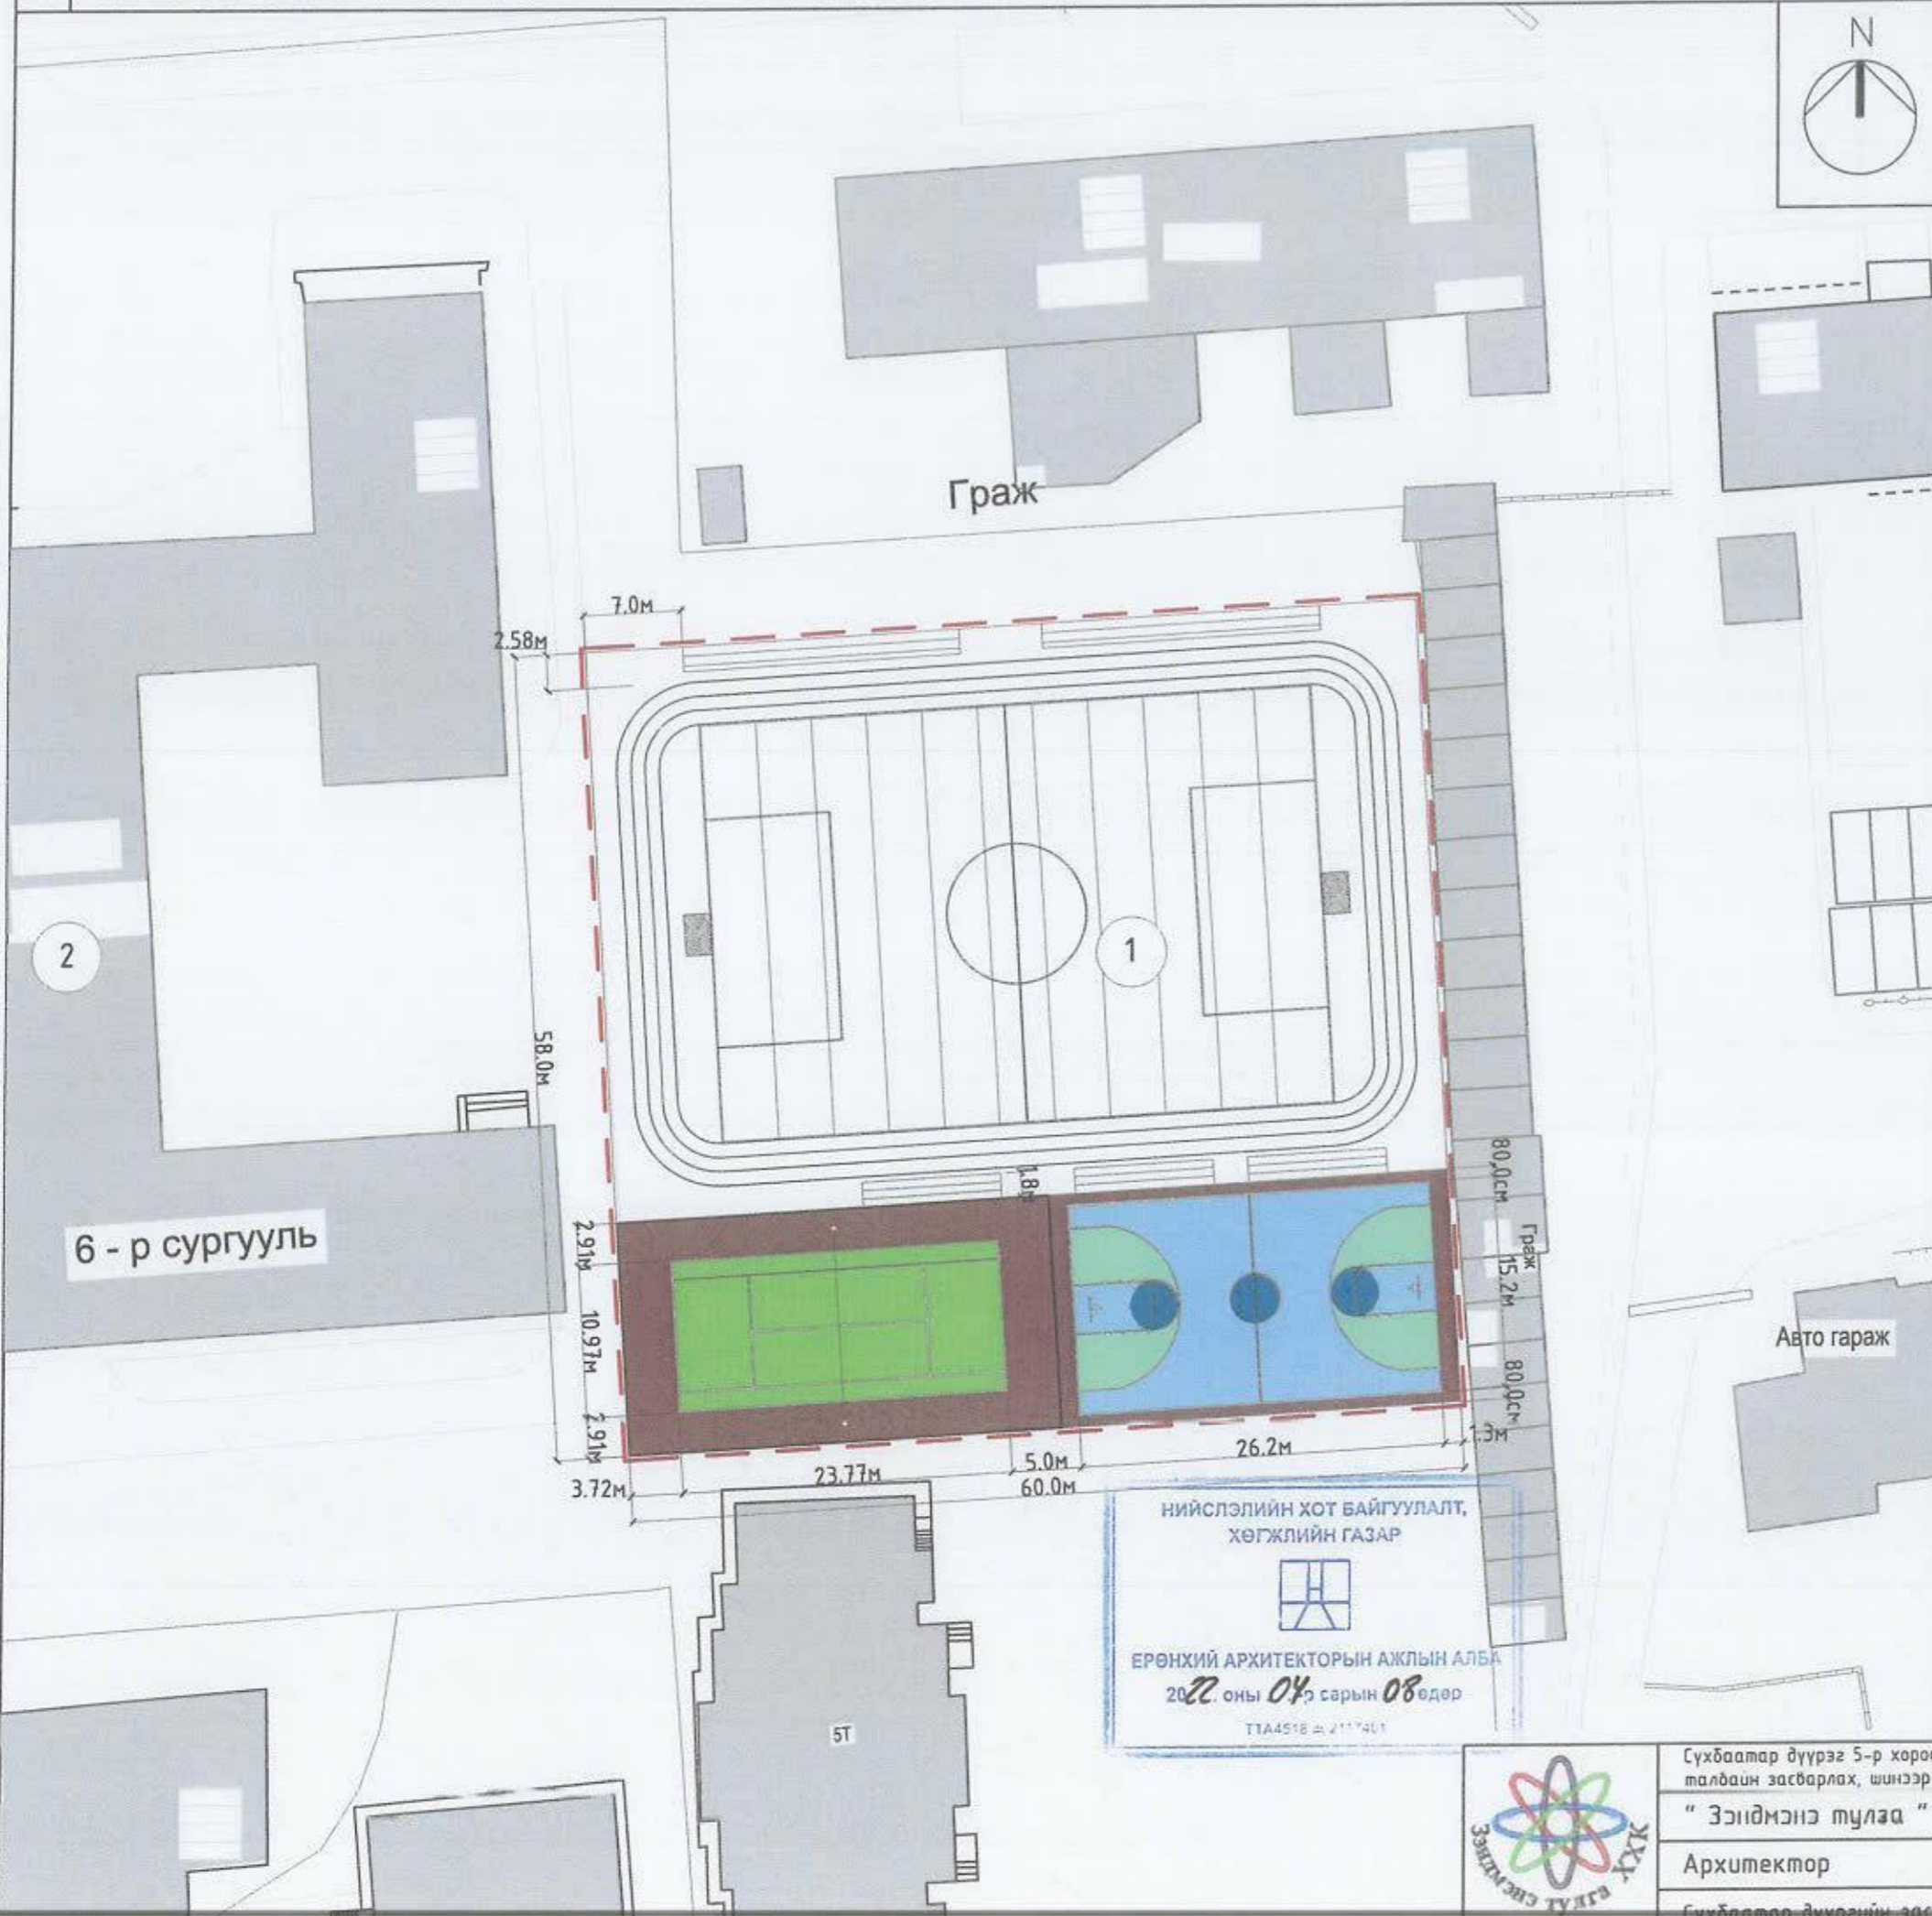 N
Граж
7.0м
2.58м
2
1
58.0м
6 - р сургууль
1.8м
2.91м
10.97м
2.91м
80,0см
Граж
15.2м
80,0см
Авто гараж
3.72м
23.77м
5.0м
26.2м
1.3м
60.0м
НИЙСЛЭЛИЙН ХОТ БАЙГУУЛАЛТ,
ХӨГЖЛИЙН ГАЗАР
ЕРӨНХИЙ АРХИТЕКТОРЫН АЖЛЫН АЛБА
2022. оны 04р сарын 08 өдөр
5Т
Сүхбаатар дүүрэг 5-р
талбайн засварлах,
" Зэндмэнэ тулга "
Архитектор
Зэндмэнэ тулга ХХК